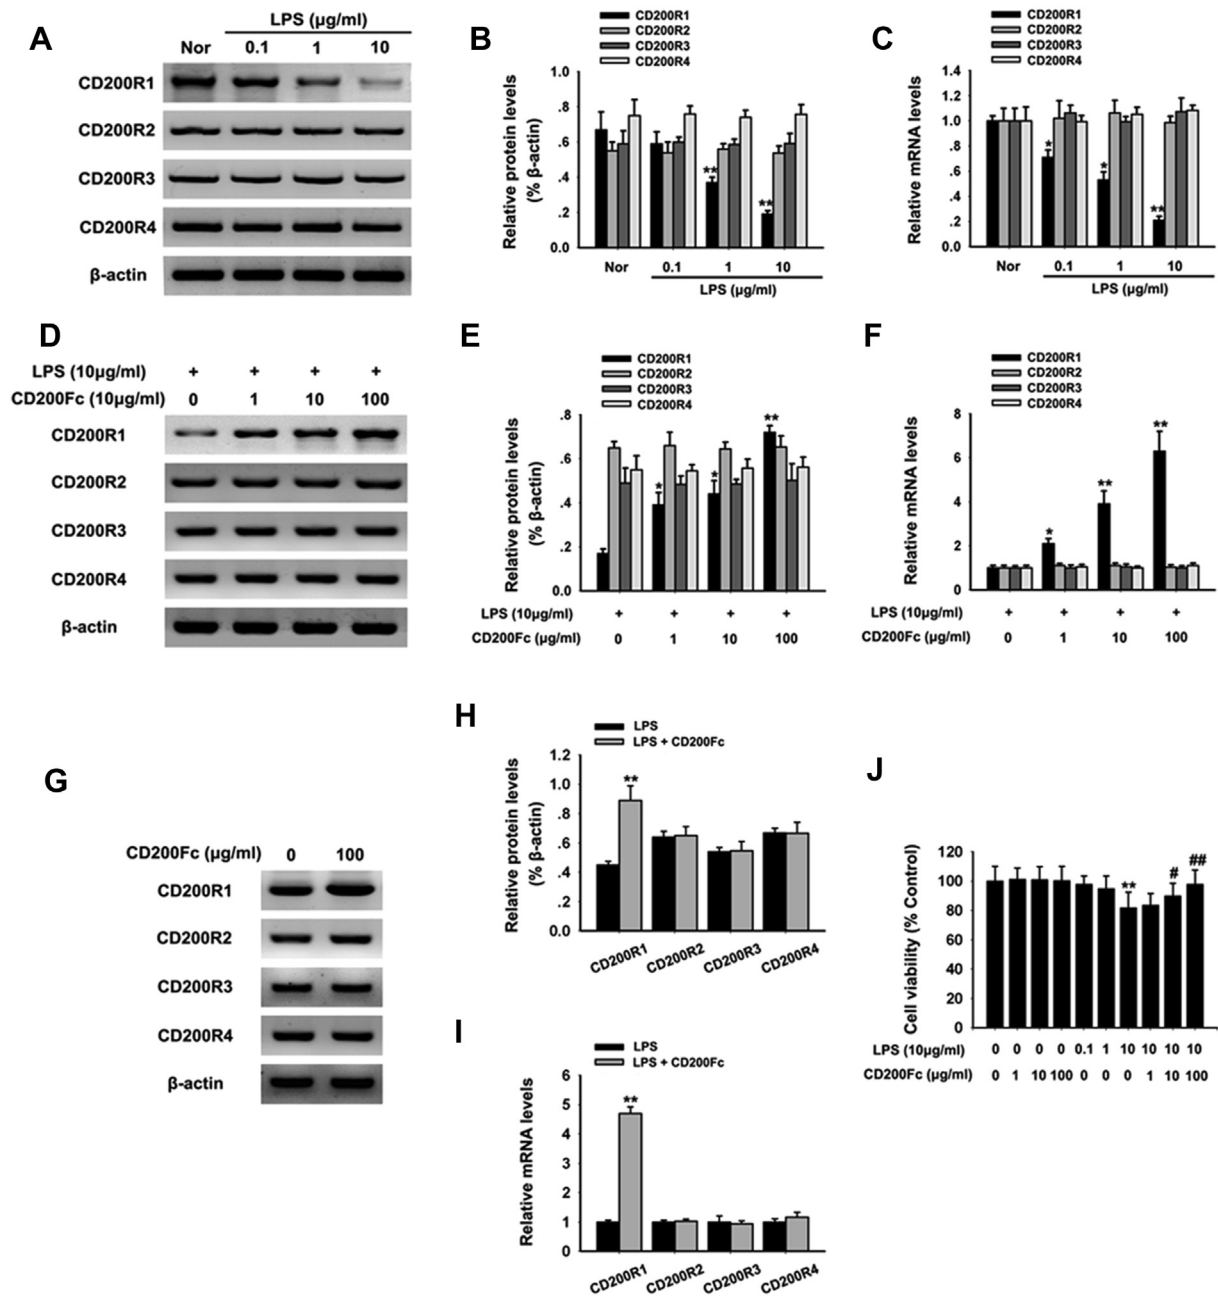 A
LPS (μg/ml)
Nor 0.1 1 10
CD200R1
CD200R2
CD200R3
CD200R4
β-actin
B
CD200R1
CD200R2
CD200R3
CD200R4
Relative protein levels
(% β-actin)
1.0
.8
.6
.4
.2
0.0
** **
Nor 0.1 1 10
LPS (μg/ml)
C
CD200R1
CD200R2
CD200R3
CD200R4
Relative mRNA levels
1.4
1.2
1.0
.8
.6
.4
.2
0.0
* * **
Nor 0.1 1 10
LPS (μg/ml)
D
LPS (10μg/ml) + + + +
CD200Fc (10μg/ml) 0 1 10 100
CD200R1
CD200R2
CD200R3
CD200R4
β-actin
E
CD200R1
CD200R2
CD200R3
CD200R4
Relative protein levels
(% β-actin)
.8
.6
.4
.2
0.0
* * **
LPS (10μg/ml) + + + +
CD200Fc (μg/ml) 0 1 10 100
F
CD200R1
CD200R2
CD200R3
CD200R4
Relative mRNA levels
8
6
4
2
0
* ** **
LPS (10μg/ml) + + + +
CD200Fc (μg/ml) 0 1 10 100
G
CD200Fc (μg/ml) 0 100
CD200R1
CD200R2
CD200R3
CD200R4
β-actin
H
LPS
LPS + CD200Fc
Relative protein levels
(% β-actin)
1.2
1.0
.8
.6
.4
.2
0.0
**
CD200R1 CD200R2 CD200R3 CD200R4
I
LPS
LPS + CD200Fc
Relative mRNA levels
6
5
4
3
2
1
0
**
CD200R1 CD200R2 CD200R3 CD200R4
J
Cell viability (% Control)
120
100
80
60
40
20
0
** # ##
LPS (10μg/ml) 0 0 0 0 0.1 1 10 10 10 10
CD200Fc (μg/ml) 0 1 10 100 0 0 0 1 10 100